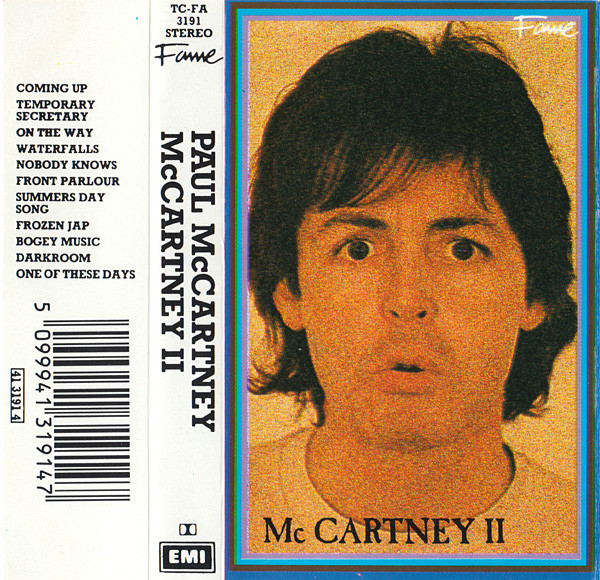 COMING UP
TEMPORARY
SECRETARY
ON THE WAY
WATERFALLS
NOBODY KNOWS
FRONT PARLOUR
SUMMERS DAY
SONG
FROZEN JAP
BOGEY MUSIC
DARKROOM
ONE OF THESE DAYS
5 099941 319147
41 3191 4
TC-FA
3191
STEREO
Fame
PAUL McCARTNEY
McCARTNEY II
EMI
Fame
Mc CARTNEY II